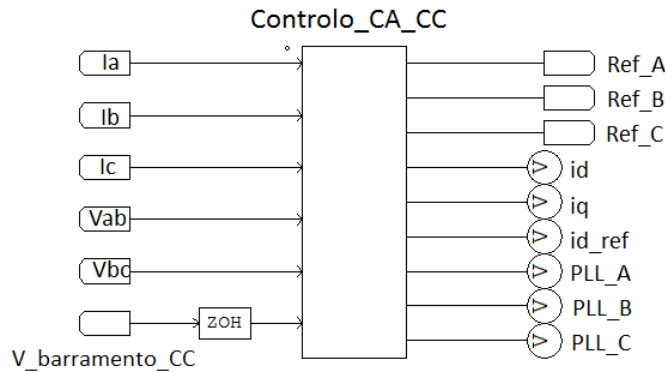 Controlo_CA_CC
Ia
Ib
Ic
Vab
Vbc
ZOH
V_barramento_CC
Ref_A
Ref_B
Ref_C
V id
V iq
V id_ref
V PLL_A
V PLL_B
V PLL_C